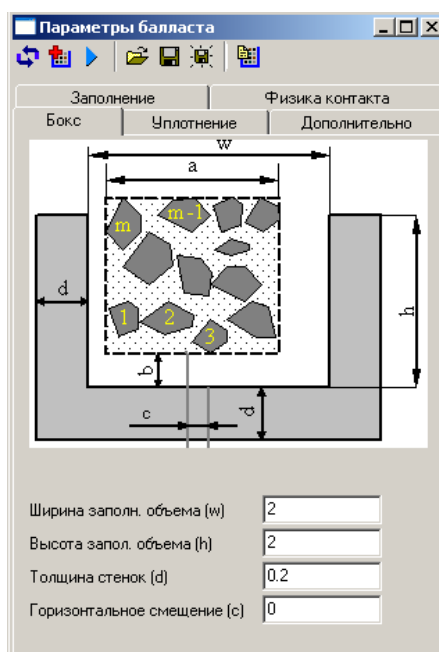 Параметры балласта
Заполнение
Физика контакта
Бокс
Уплотнение
Дополнительно
w
a
m
m-1
d
h
1
2
3
b
c
d
Ширина заполн. объема (w)
2
Высота запол. объема (h)
2
Толщина стенок (d)
0.2
Горизонтальное смещение (c)
0